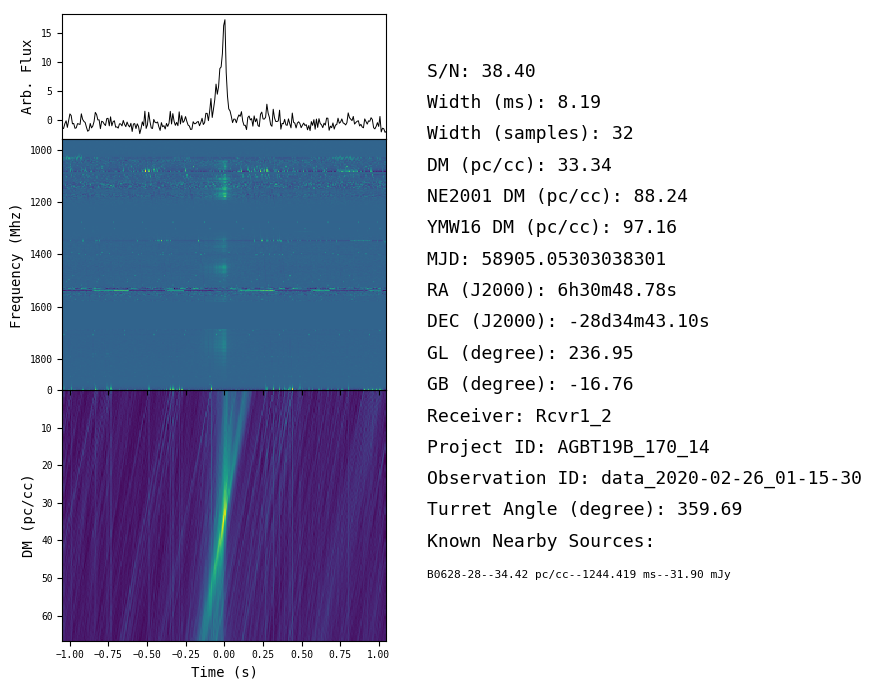 15
10
5
0
Arb. Flux
1000
1200
1400
1600
1800
Frequency (Mhz)
0
10
20
30
40
50
60
DM (pc/cc)
−1.00 −0.75 −0.50 −0.25 0.00 0.25 0.50 0.75 1.00
Time (s)
S/N: 38.40
Width (ms): 8.19
Width (samples): 32
DM (pc/cc): 33.34
NE2001 DM (pc/cc): 88.24
YMW16 DM (pc/cc): 97.16
MJD: 58905.05303038301
RA (J2000): 6h30m48.78s
DEC (J2000): -28d34m43.10s
GL (degree): 236.95
GB (degree): -16.76
Receiver: Rcvr1_2
Project ID: AGBT19B_170_14
Observation ID: data_2020-02-26_01-15-30
Turret Angle (degree): 359.69
Known Nearby Sources:
B0628-28--34.42 pc/cc--1244.419 ms--31.90 mJy